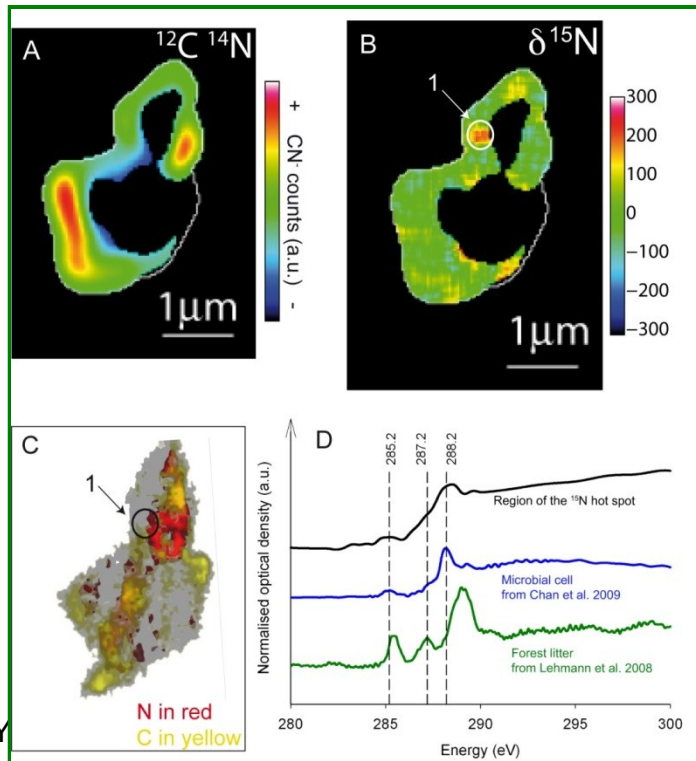 A
¹²C ¹⁴N
+
CN⁻ counts (a.u.)
-
1µm
B
δ¹⁵N
1
300
200
100
0
−100
−200
−300
1µm
C
1
N in red
C in yellow
Y
D
Normalised optical density (a.u.)
285.2
287.2
288.2
Region of the ¹⁵N hot spot
Microbial cell
from Chan et al. 2009
Forest litter
from Lehmann et al. 2008
280 285 290 295 300
Energy (eV)